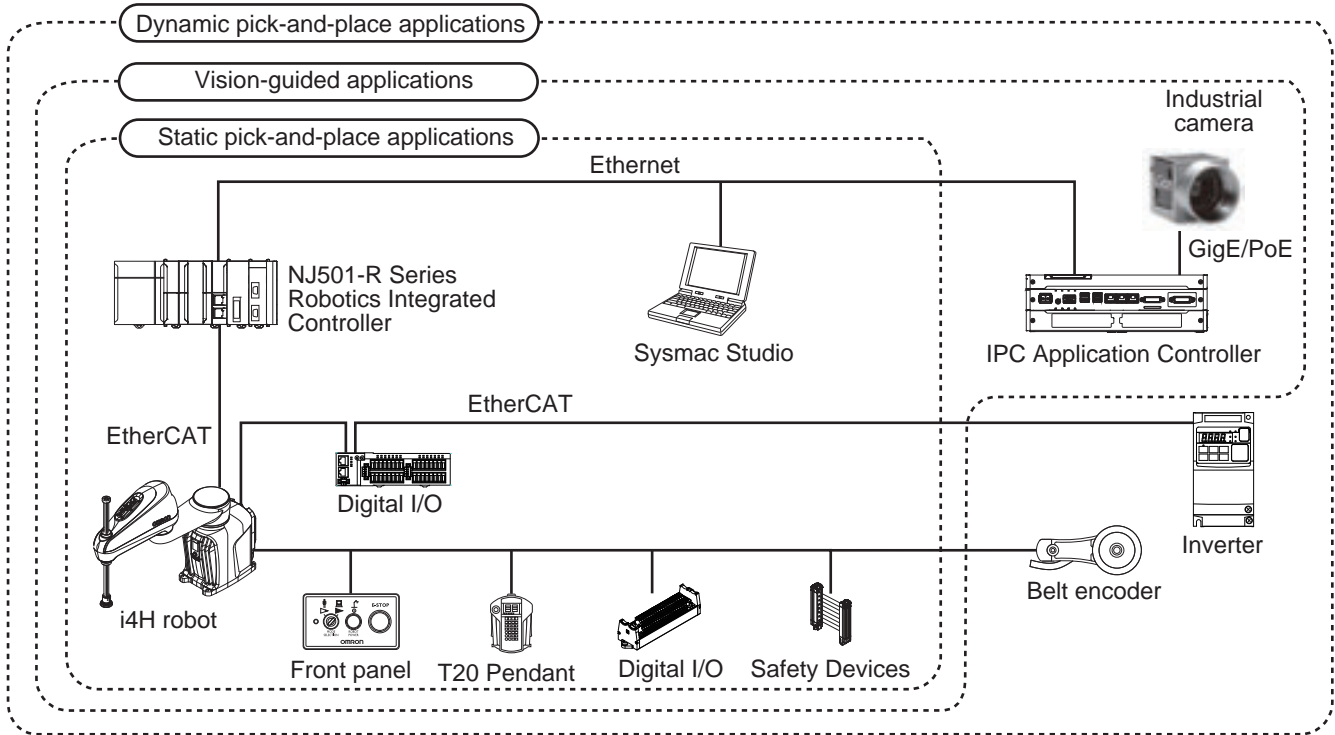 Dynamic pick-and-place applications
Vision-guided applications
Static pick-and-place applications
Industrial
camera
Ethernet
GigE/PoE
NJ501-R Series
Robotics Integrated
Controller
Sysmac Studio
IPC Application Controller
EtherCAT
EtherCAT
Digital I/O
Inverter
i4H robot
E-STOP
OMRON
Belt encoder
Front panel
T20 Pendant
Digital I/O
Safety Devices